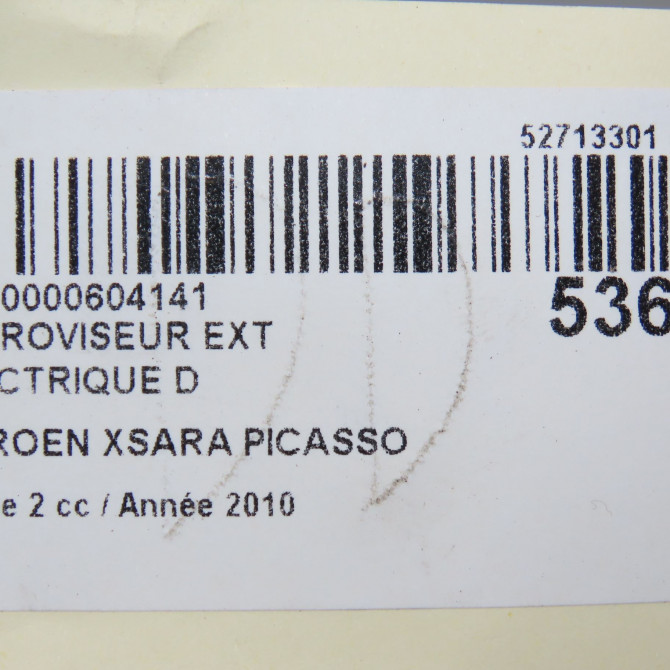 52713301
0000604141
536
ROVISEUR EXT
CTRIQUE D
ROEN XSARA PICASSO
e 2 cc / Année 2010